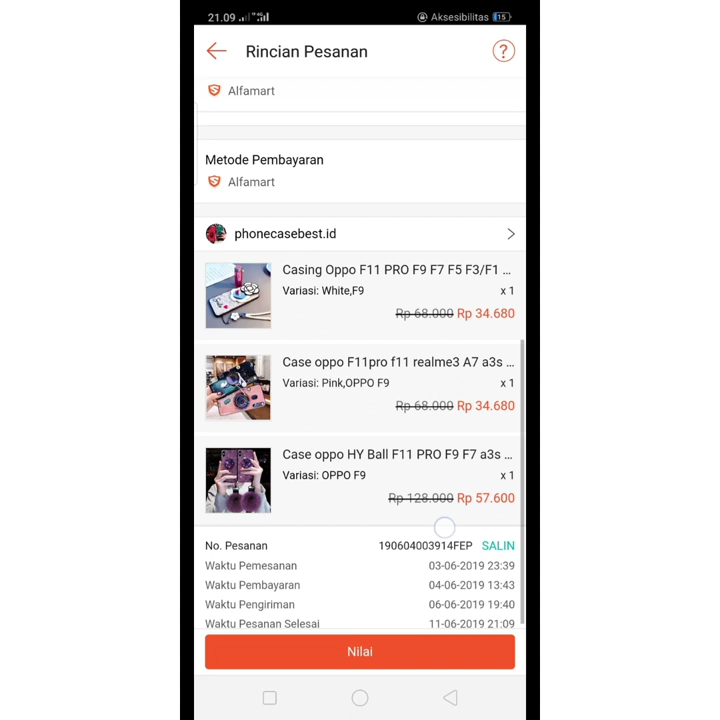 21.09 4G Aksesibilitas 15
Rincian Pesanan ?
Alfamart
Metode Pembayaran
Alfamart
phonecasebest.id
Casing Oppo F11 PRO F9 F7 F5 F3/F1 ...
Variasi: White,F9 x 1
Rp 68.000 Rp 34.680
Case oppo F11pro f11 realme3 A7 a3s ...
Variasi: Pink,OPPO F9 x 1
Rp 68.000 Rp 34.680
Case oppo HY Ball F11 PRO F9 F7 a3s ...
Variasi: OPPO F9 x 1
Rp 128.000 Rp 57.600
No. Pesanan 190604003914FEP SALIN
Waktu Pemesanan 03-06-2019 23:39
Waktu Pembayaran 04-06-2019 13:43
Waktu Pengiriman 06-06-2019 19:40
Waktu Pesanan Selesai 11-06-2019 21:09
Nilai